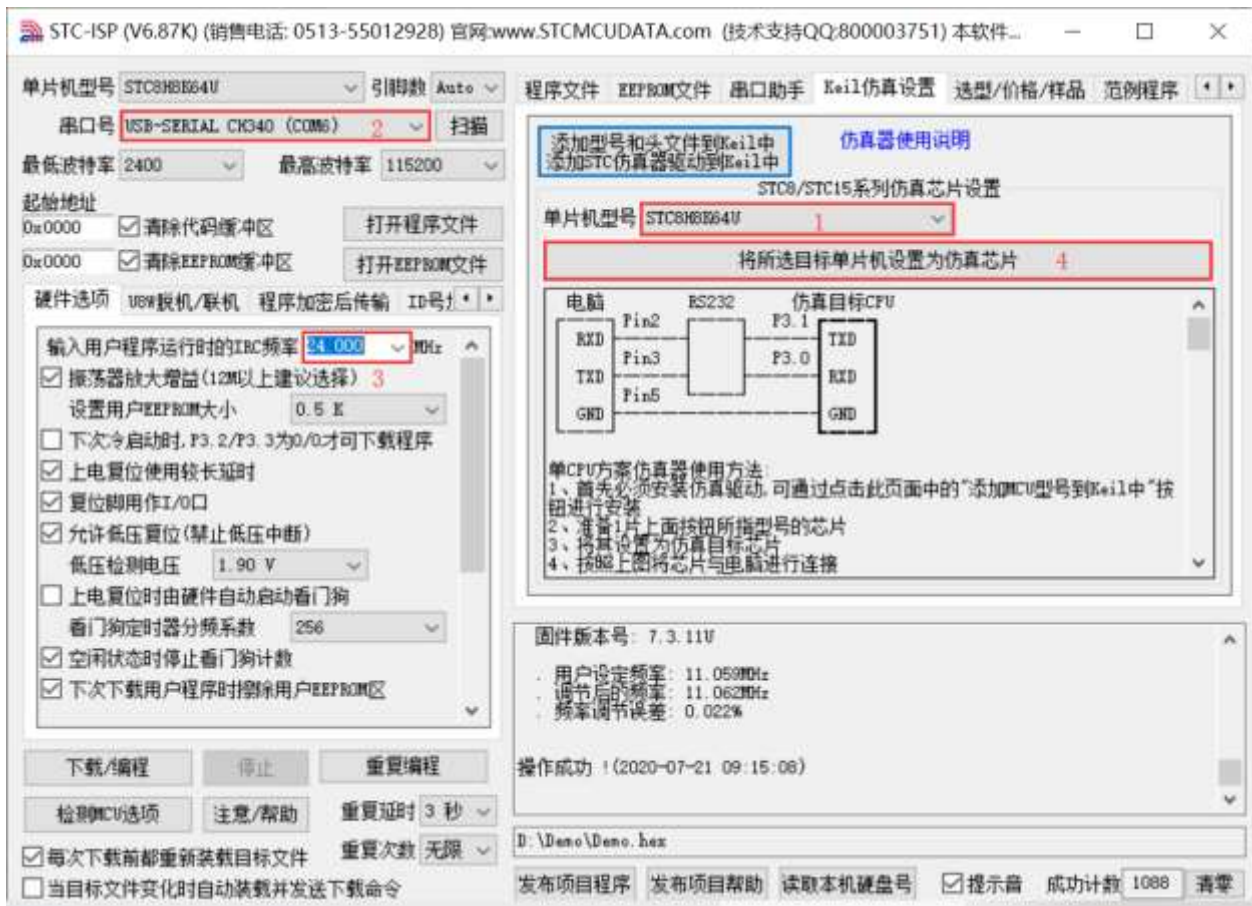 STC-ISP (V6.87K) (销售电话: 0513-55012928) 官网:www.STCMCUDATA.com (技术支持QQ:800003751) 本软件...
单片机型号 STC8H8K64U 引脚数 Auto
串口号 USB-SERIAL CH340 (COM6) 2 扫描
最低波特率 2400 最高波特率 115200
起始地址
0x0000 清除代码缓冲区 打开程序文件
0x0000 清除EEPROM缓冲区 打开EEPROM文件
硬件选项 U8W脱机/联机 程序加密后传输 ID号
输入用户程序运行时的IRC频率 24.000 MHz
振荡器放大增益(12M以上建议选择) 3
设置用户EEPROM大小 0.5 K
下次冷启动时,P3.2/P3.3为0/0才可下载程序
上电复位使用较长延时
复位脚用作I/O口
允许低压复位(禁止低压中断)
低压检测电压 1.90 V
上电复位时由硬件自动启动看门狗
看门狗定时器分频系数 256
空闲状态时停止看门狗计数
下次下载用户程序时擦除用户EEPROM区
下载/编程 停止 重复编程
检测MCU选项 注意/帮助 重复延时 3 秒
每次下载前都重新装载目标文件 重复次数 无限
当目标文件变化时自动装载并发送下载命令
程序文件 EEPROM文件 串口助手 Keil仿真设置 选型/价格/样品 范例程序
添加型号和头文件到Keil中
添加STC仿真器驱动到Keil中
仿真器使用说明
STC8/STC15系列仿真芯片设置
单片机型号 STC8H8K64U 1
将所选目标单片机设置为仿真芯片 4
电脑 RS232 仿真目标CPU
Pin2 P3.1
RXD TXD
Pin3 P3.0
TXD RXD
Pin5
GND GND
单CPU方案仿真器使用方法:
1、首先必须安装仿真驱动,可通过点击此页面中的"添加MCU型号到Keil中"按
钮进行安装
2、准备1片上面按钮所指型号的芯片
3、将其设置为仿真目标芯片
4、按照上图将芯片与电脑进行连接
固件版本号: 7.3.11U
. 用户设定频率: 11.059MHz
. 调节后的频率: 11.062MHz
. 频率调节误差: 0.022%
操作成功 !(2020-07-21 09:15:08)
D:\Demo\Demo.hex
发布项目程序 发布项目帮助 读取本机硬盘号 提示音 成功计数 1088 清零